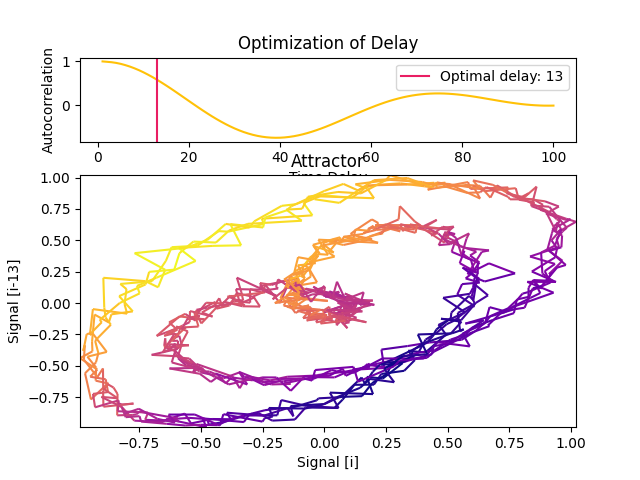 Optimization of Delay
Autocorrelation
1
0
Optimal delay: 13
0 20 40 60 80 100
Attractor
Signal [i-13]
1.00
0.75
0.50
0.25
0.00
−0.25
−0.50
−0.75
−0.75 −0.50 −0.25 0.00 0.25 0.50 0.75 1.00
Signal [i]